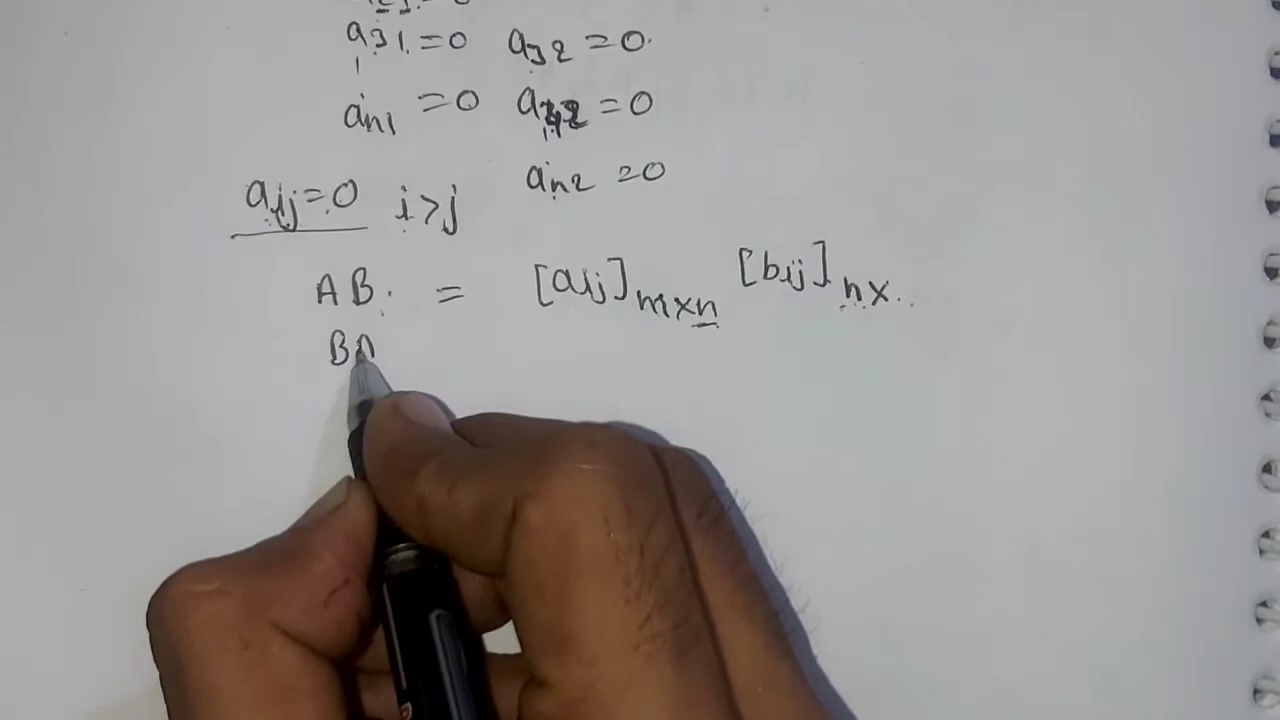 a31=0 a32=0
an1=0 a42=0
an2=0
aij=0 i>j
AB = [aij]m×n [bij]n×
BA